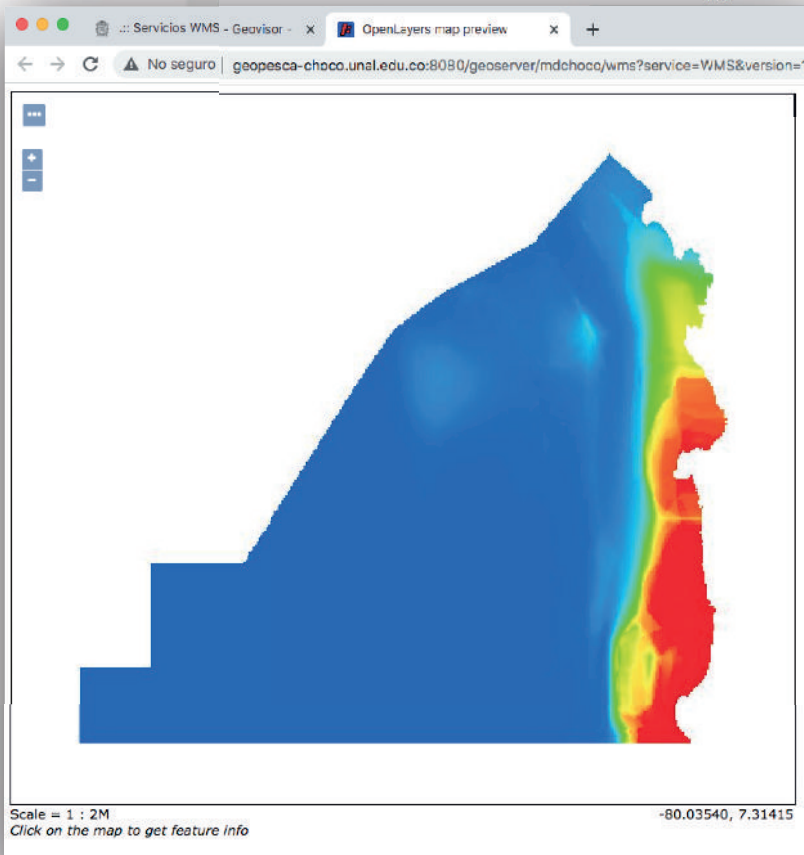 .:: Servicios WMS - Geovisor -
OpenLayers map preview
No seguro | geopesca-choco.unal.edu.co:8080/geoserver/mdchoco/wms?service=WMS&version=
Scale = 1 : 2M
-80.03540, 7.31415
Click on the map to get feature info